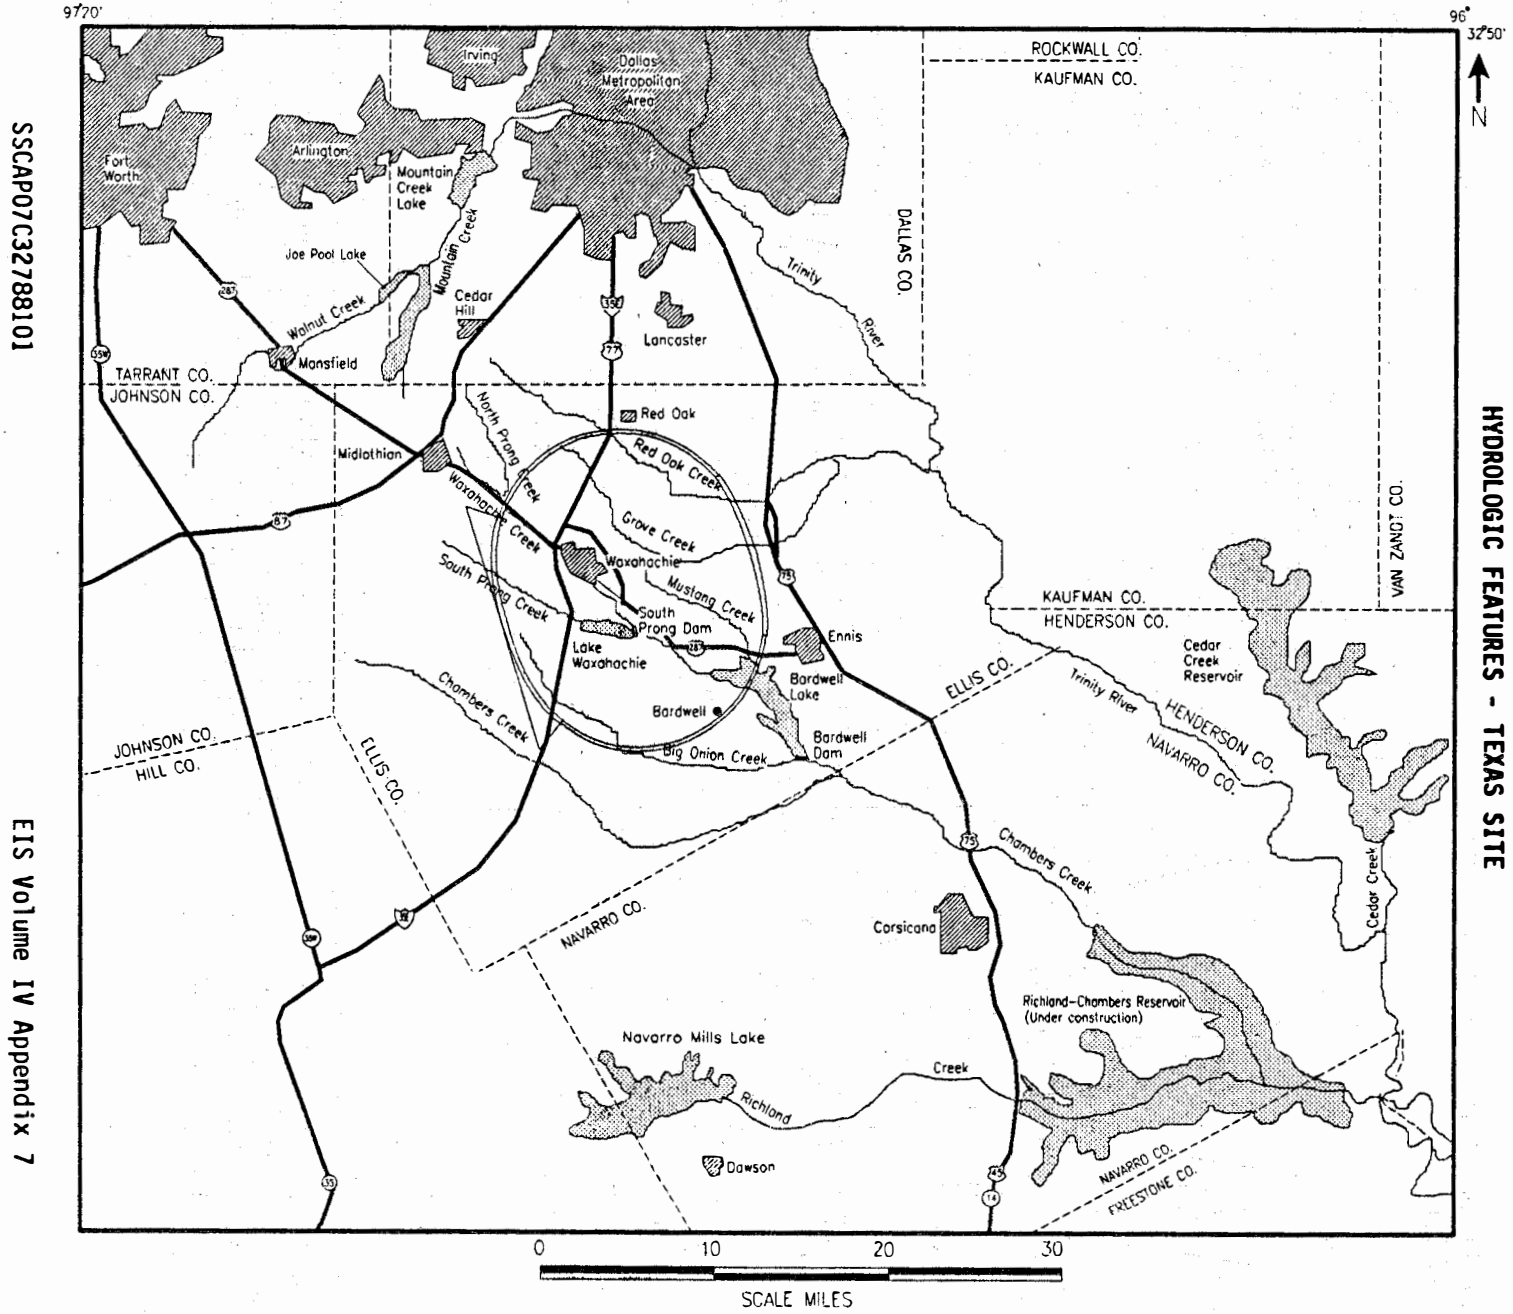 97°20'
96°
32°50'
N
SSCAP07C32788101
EIS Volume IV Appendix 7
HYDROLOGIC FEATURES - TEXAS SITE
Irving
Dallas
Metropolitan
Area
ROCKWALL CO.
KAUFMAN CO.
Fort
Worth
Arlington
Mountain
Creek
Lake
Mountain Creek
DALLAS CO.
Joe Pool Lake
Trinity
River
287
Walnut Creek
Cedar
Hill
35E
77
Lancaster
35W
Mansfield
TARRANT CO.
JOHNSON CO.
North Prong Creek
Red Oak
Midlothian
Red Oak Creek
Waxahachie Creek
Grove Creek
VAN ZANDT CO.
South Prong Creek
Waxahachie
Mustang Creek
75
KAUFMAN CO.
HENDERSON CO.
South
Prong Dam
287
Ennis
Cedar
Creek
Reservoir
Lake
Waxahachie
Bardwell
Lake
ELLIS CO.
Trinity River
HENDERSON CO.
NAVARRO CO.
Chambers Creek
Bardwell
Bardwell
Dam
Big Onion Creek
JOHNSON CO.
HILL CO.
ELLIS CO.
75
Chambers Creek
Cedar Creek
NAVARRO CO.
Corsicana
35W
Richland-Chambers Reservoir
(Under construction)
Navarro Mills Lake
Creek
Richland
Dawson
45
14
NAVARRO CO.
FREESTONE CO.
35
0 10 20 30
SCALE MILES